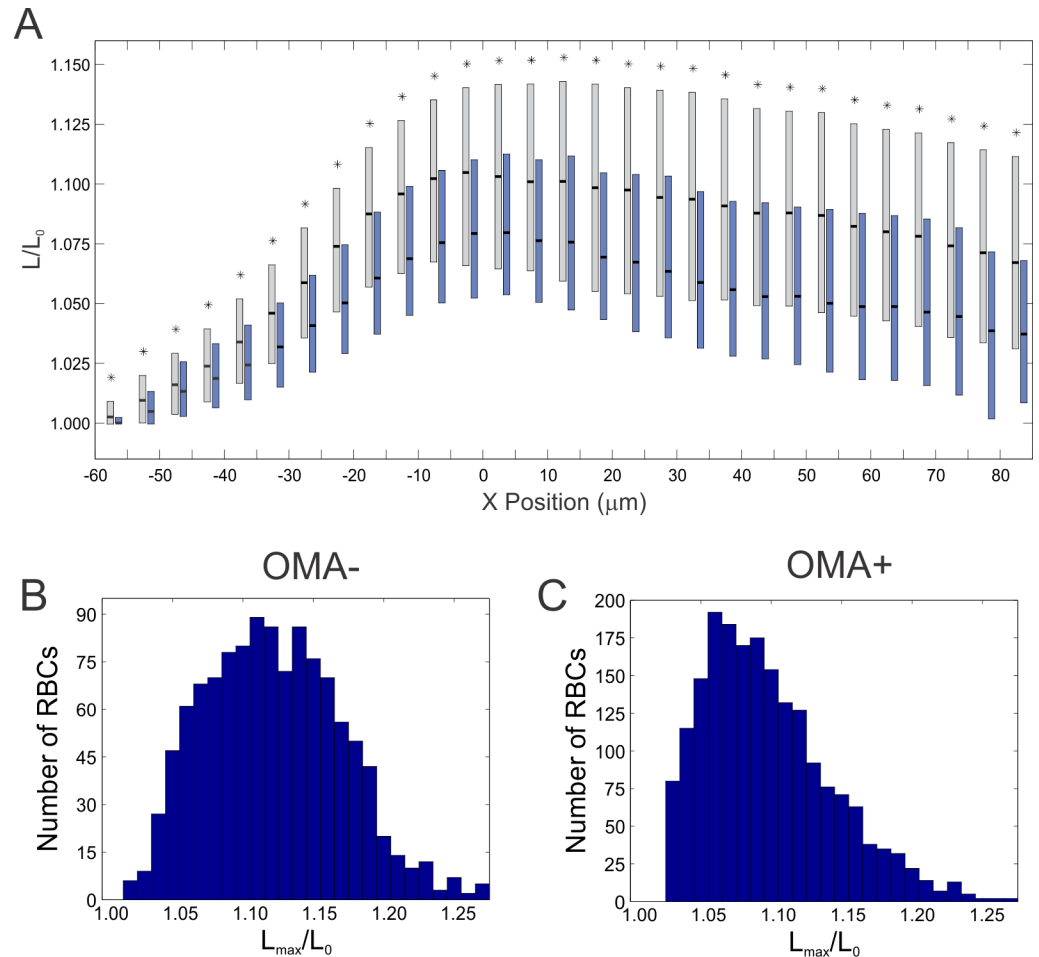 A
* * * * * * * * * * * * * * * * * * * * * * * * * * * * *
1.150
1.125
1.100
1.075
1.050
1.025
1.000
L/L₀
-60 -50 -40 -30 -20 -10 0 10 20 30 40 50 60 70 80
X Position (μm)
B
OMA-
90
75
60
45
30
15
0
Number of RBCs
1.00 1.05 1.10 1.15 1.20 1.25
Lmax/L₀
C
OMA+
200
175
150
125
100
75
50
25
0
Number of RBCs
1.00 1.05 1.10 1.15 1.20 1.25
Lmax/L₀